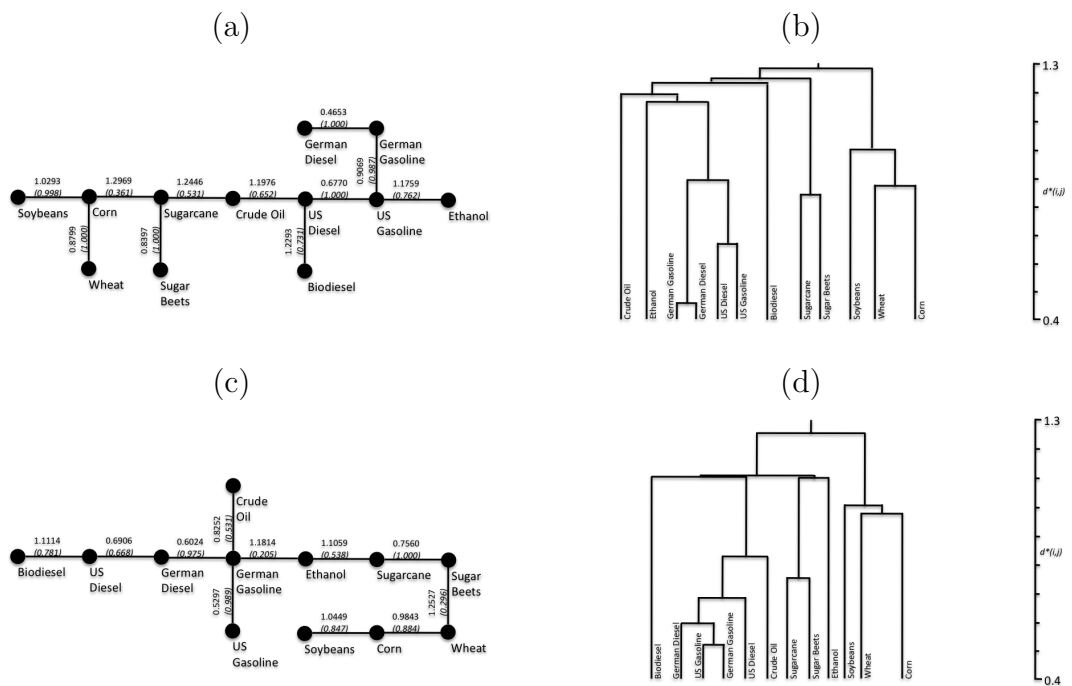 (a)
(b)
0.4653
(1.000)
German
Diesel
German
Gasoline
0.9069
(0.987)
1.0293
(0.998)
1.2969
(0.361)
1.2446
(0.531)
1.1976
(0.652)
0.6770
(1.000)
1.1759
(0.762)
Soybeans
Corn
Sugarcane
Crude Oil
US
Diesel
US
Gasoline
Ethanol
0.8799
(1.000)
0.8397
(1.000)
1.2293
(0.731)
Wheat
Sugar
Beets
Biodiesel
1.3
d*(i,j)
0.4
Crude Oil
Ethanol
German Gasoline
German Diesel
US Diesel
US Gasoline
Biodiesel
Sugarcane
Sugar Beets
Soybeans
Wheat
Corn
(c)
(d)
Crude
Oil
0.8252
(0.531)
1.1114
(0.781)
0.6906
(0.668)
0.6024
(0.975)
1.1814
(0.205)
1.1059
(0.538)
0.7560
(1.000)
Biodiesel
US
Diesel
German
Diesel
German
Gasoline
Ethanol
Sugarcane
Sugar
Beets
0.5297
(0.989)
1.2527
(0.296)
1.0449
(0.847)
0.9843
(0.884)
US
Gasoline
Soybeans
Corn
Wheat
1.3
d*(i,j)
0.4
Biodiesel
German Diesel
US Gasoline
German Gasoline
US Diesel
Crude Oil
Sugarcane
Sugar Beets
Ethanol
Soybeans
Wheat
Corn